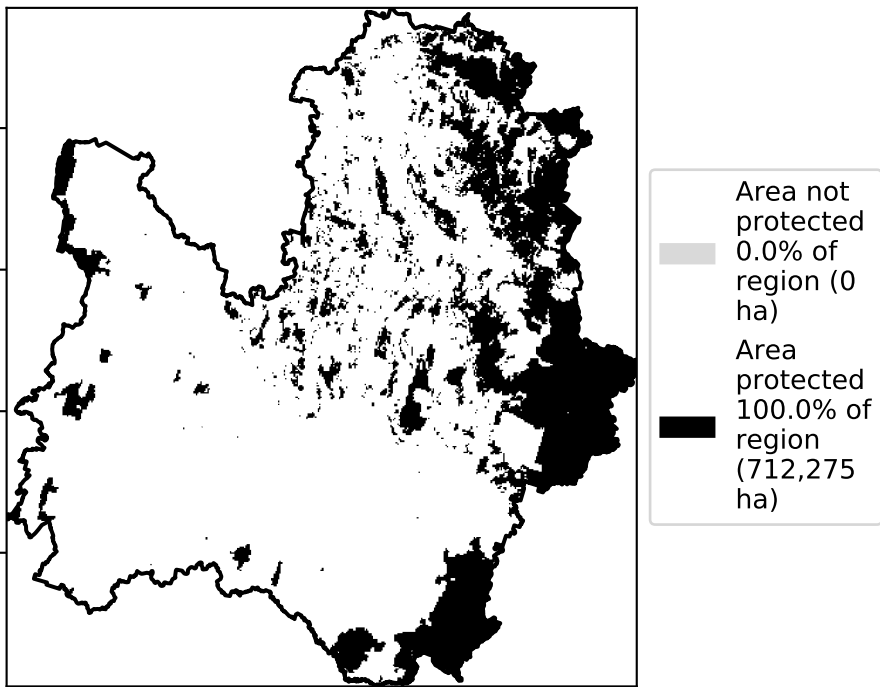 Area not
protected
0.0% of
region (0
ha)
Area
protected
100.0% of
region
(712,275
ha)